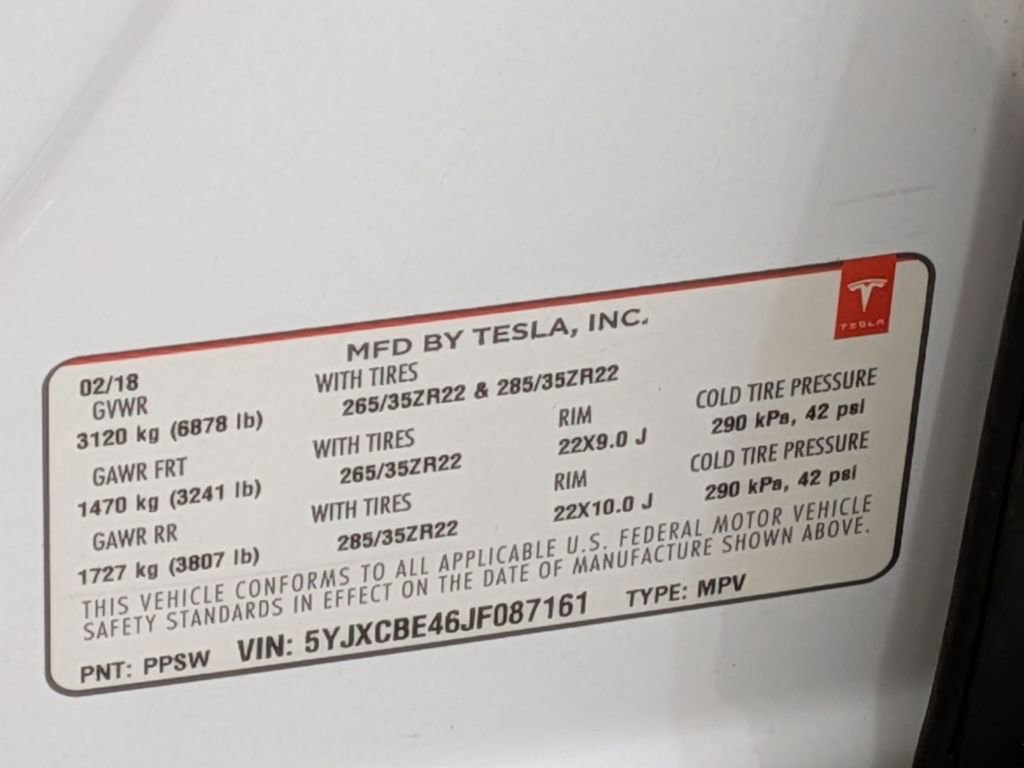 TESLA
MFD BY TESLA, INC.
02/18
GVWR WITH TIRES
3120 kg (6878 lb) 265/35ZR22 & 285/35ZR22
GAWR FRT WITH TIRES RIM COLD TIRE PRESSURE
1470 kg (3241 lb) 265/35ZR22 22X9.0 J 290 kPa, 42 psi
GAWR RR WITH TIRES RIM COLD TIRE PRESSURE
1727 kg (3807 lb) 285/35ZR22 22X10.0 J 290 kPa, 42 psi
THIS VEHICLE CONFORMS TO ALL APPLICABLE U.S. FEDERAL MOTOR VEHICLE
SAFETY STANDARDS IN EFFECT ON THE DATE OF MANUFACTURE SHOWN ABOVE.
PNT: PPSW VIN: 5YJXCBE46JF087161 TYPE: MPV